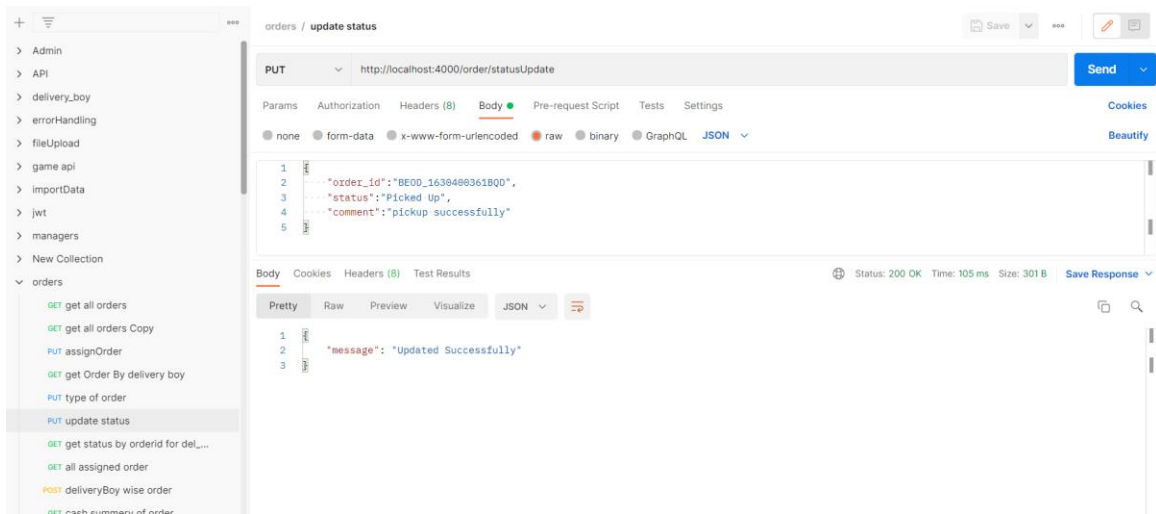 orders / update status
Save
Admin
API
delivery_boy
errorHandling
fileUpload
game api
importData
jwt
managers
New Collection
orders
GET get all orders
GET get all orders Copy
PUT assignOrder
GET get Order By delivery boy
PUT type of order
PUT update status
GET get status by orderid for del_...
GET all assigned order
POST deliveryBoy wise order
GET cash summery of order
PUT http://localhost:4000/order/statusUpdate
Send
Params Authorization Headers (8) Body Pre-request Script Tests Settings
Cookies
none form-data x-www-form-urlencoded raw binary GraphQL JSON
Beautify
1 {
2 "order_id":"BEOD_1630400361BQD",
3 "status":"Picked Up",
4 "comment":"pickup successfully"
5 }
Body Cookies Headers (8) Test Results
Status: 200 OK Time: 105 ms Size: 301 B Save Response
Pretty Raw Preview Visualize JSON
1 {
2 "message": "Updated Successfully"
3 }